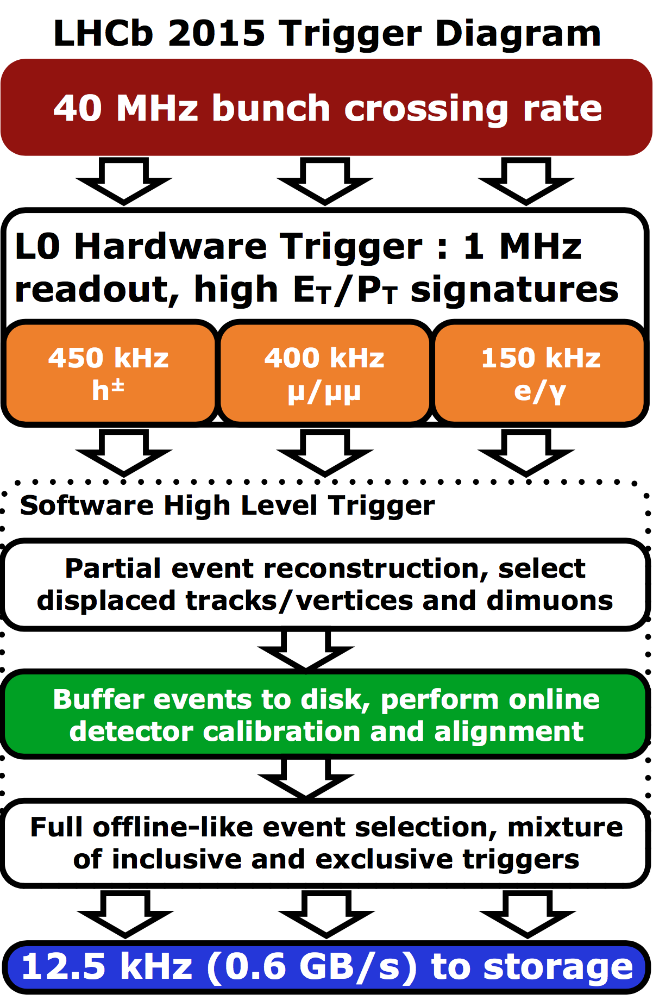 LHCb 2015 Trigger Diagram
40 MHz bunch crossing rate
L0 Hardware Trigger : 1 MHz
readout, high E_T/P_T signatures
450 kHz
h±
400 kHz
µ/µµ
150 kHz
e/γ
Software High Level Trigger
Partial event reconstruction, select
displaced tracks/vertices and dimuons
Buffer events to disk, perform online
detector calibration and alignment
Full offline-like event selection, mixture
of inclusive and exclusive triggers
12.5 kHz (0.6 GB/s) to storage